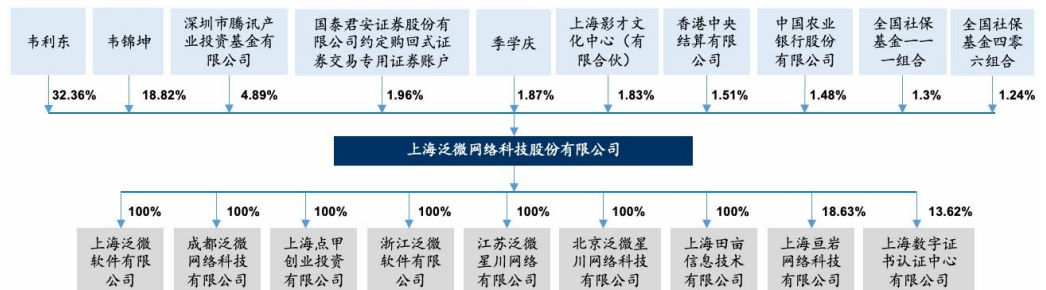 韦利东
韦锦坤
深圳市腾讯产
业投资基金有
限公司
国泰君安证券股份有
限公司约定购回式证
券交易专用证券账户
季学庆
上海影才文
化中心（有
限合伙）
香港中央
结算有限
公司
中国农业
银行股份
有限公司
全国社保
基金一一
一组合
全国社保
基金四零
六组合
32.36%
18.82%
4.89%
1.96%
1.87%
1.83%
1.51%
1.48%
1.3%
1.24%
上海泛微网络科技股份有限公司
100%
100%
100%
100%
100%
100%
100%
18.63%
13.62%
上海泛微
软件有限
公司
成都泛微
网络科技
有限公司
上海点甲
创业投资
有限公司
浙江泛微
软件有限
公司
江苏泛微
星川网络
有限公司
北京泛微星
川网络科技
有限公司
上海田亩
信息技术
有限公司
上海亘岩
网络科技
有限公司
上海数字证
书认证中心
有限公司